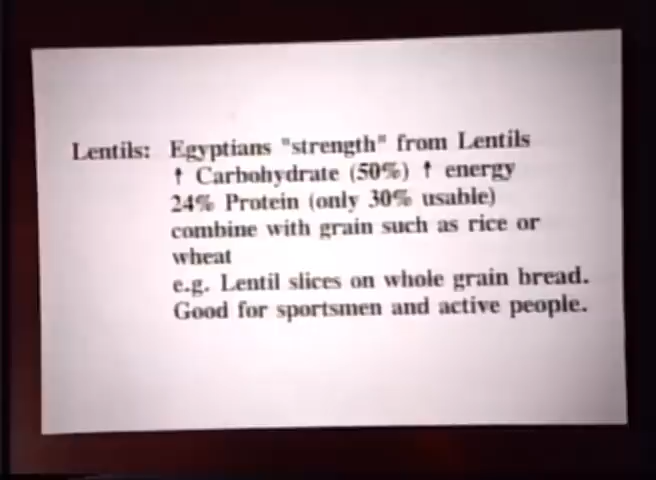 Lentils: Egyptians "strength" from Lentils
↑ Carbohydrate (50%) ↑ energy
24% Protein (only 30% usable)
combine with grain such as rice or
wheat
e.g. Lentil slices on whole grain bread.
Good for sportsmen and active people.